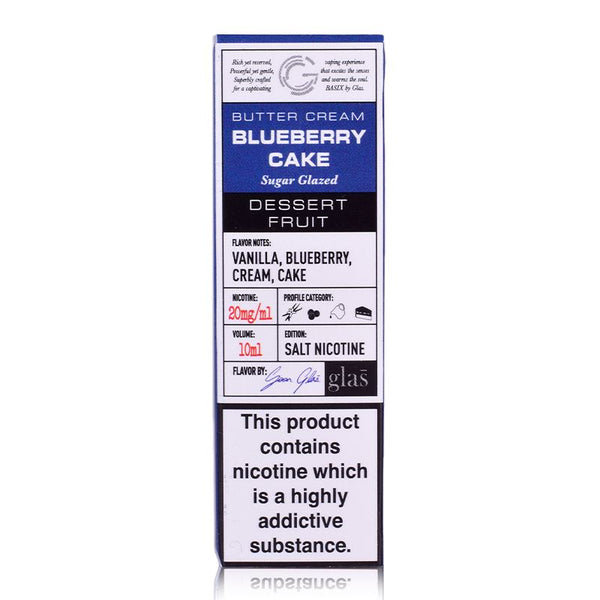 Rich yet reserved,
Powerful yet gentle,
Superbly crafted
for a captivating
vaping experience
that excites the senses
and warms the soul.
BASIX by Glas.
BUTTER CREAM
BLUEBERRY
CAKE
Sugar Glazed
DESSERT
FRUIT
FLAVOR NOTES:
VANILLA, BLUEBERRY,
CREAM, CAKE
NICOTINE:
20mg/ml
PROFILE CATEGORY:
VOLUME:
10ml
EDITION:
SALT NICOTINE
FLAVOR BY:
Sean Glas
glas̄
This product
contains
nicotine which
is a highly
addictive
substance.